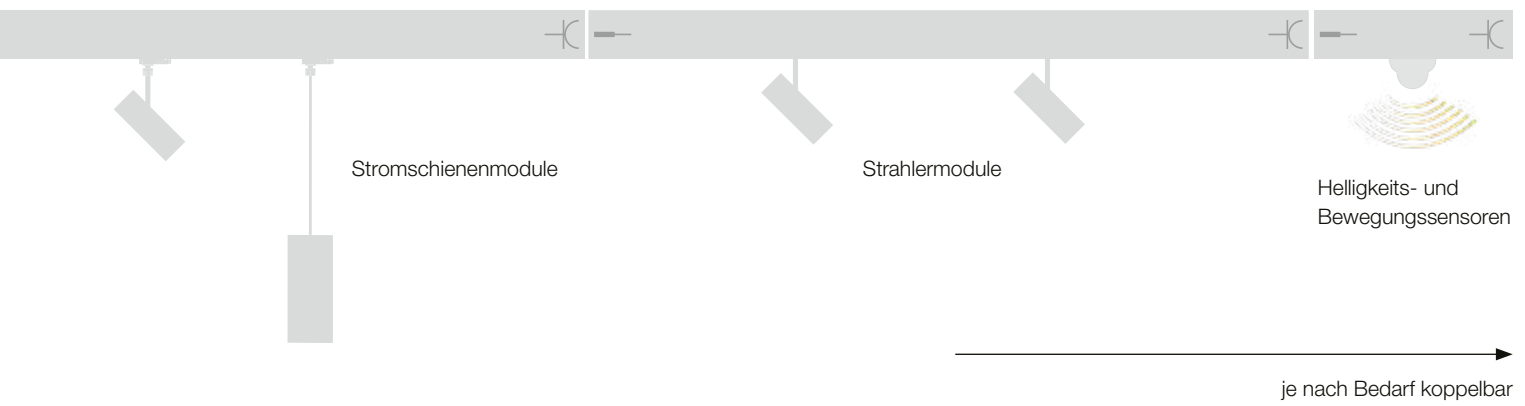 Stromschienenmodule
Strahlermodule
Helligkeits- und
Bewegungssensoren
je nach Bedarf koppelbar